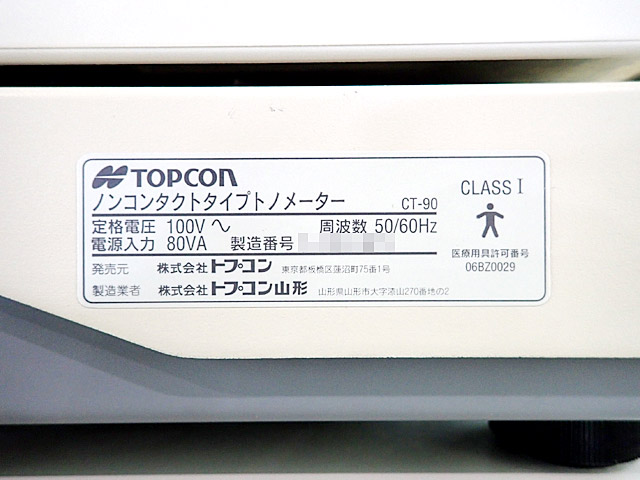 TOPCON
ノンコンタクトタイプトノメーター CT-90
定格電圧 100V〜 周波数 50/60Hz
電源入力 80VA 製造番号
発売元 株式会社トプコン 東京都板橋区蓮沼町75番1号
製造業者 株式会社トプコン山形 山形県山形市大字漆山270番地の2
CLASS I
医療用具許可番号
06BZ0029